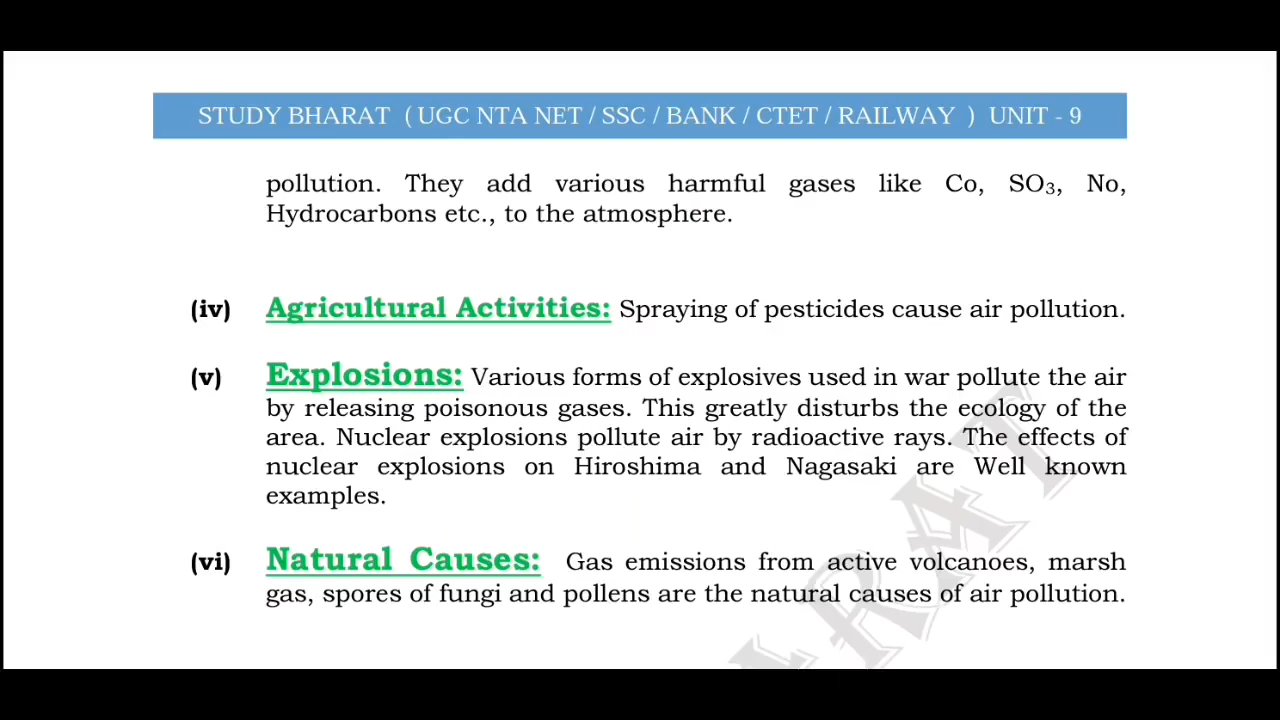 STUDY BHARAT ( UGC NTA NET / SSC / BANK / CTET / RAILWAY ) UNIT - 9
pollution. They add various harmful gases like Co, SO₃, No,
Hydrocarbons etc., to the atmosphere.
(iv) Agricultural Activities: Spraying of pesticides cause air pollution.
(v) Explosions: Various forms of explosives used in war pollute the air
by releasing poisonous gases. This greatly disturbs the ecology of the
area. Nuclear explosions pollute air by radioactive rays. The effects of
nuclear explosions on Hiroshima and Nagasaki are Well known
examples.
(vi) Natural Causes: Gas emissions from active volcanoes, marsh
gas, spores of fungi and pollens are the natural causes of air pollution.